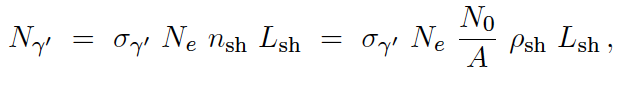 N_{γ′} = σ_{γ′} N_e n_{sh} L_{sh} = σ_{γ′} N_e \frac{N_0}{A} ρ_{sh} L_{sh} ,